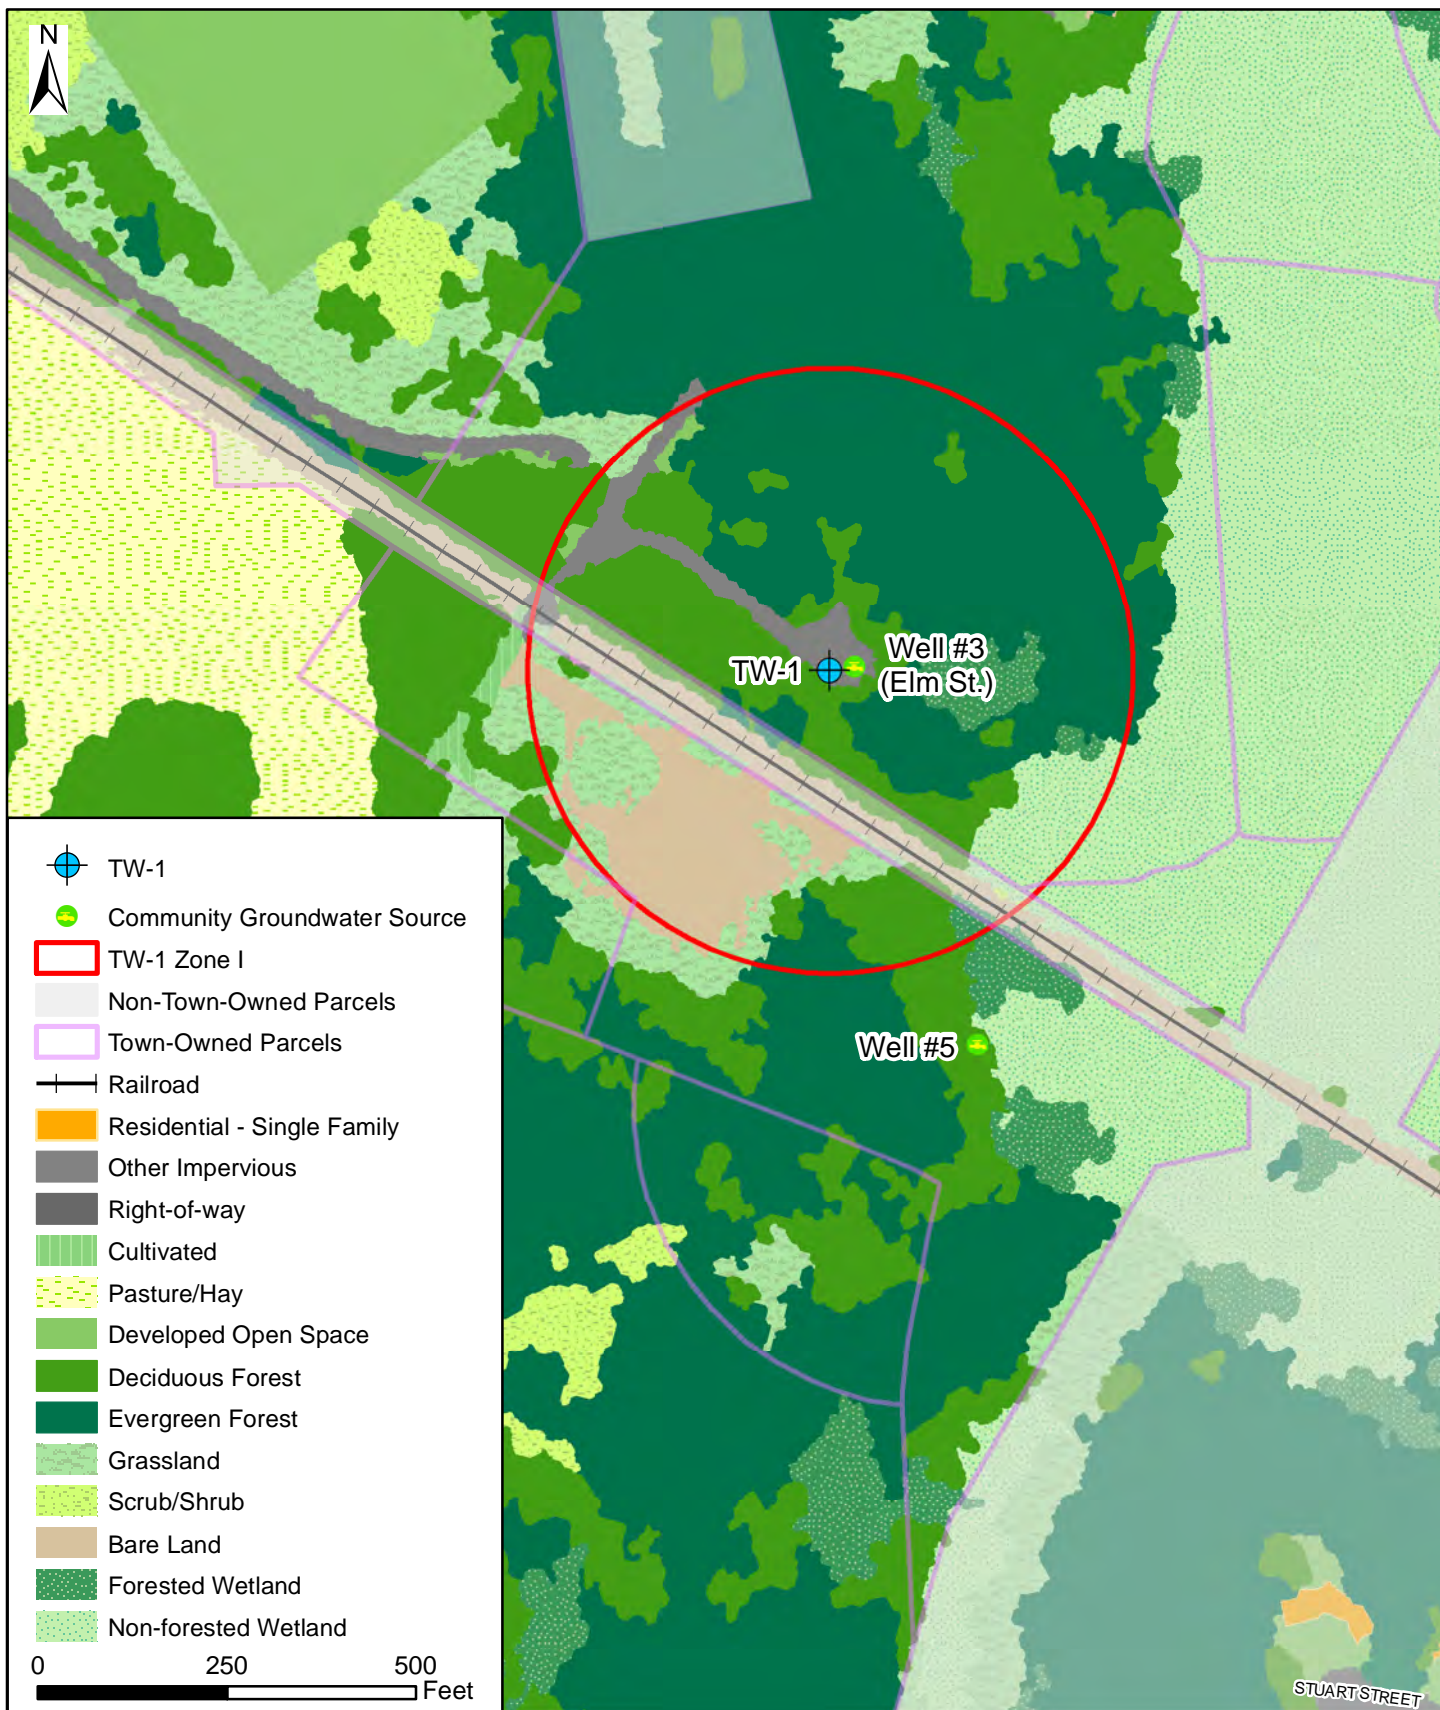 N
Well #3
TW-1
(Elm St.)
Well #5
TW-1
Community Groundwater Source
TW-1 Zone I
Non-Town-Owned Parcels
Town-Owned Parcels
Railroad
Residential - Single Family
Other Impervious
Right-of-way
Cultivated
Pasture/Hay
Developed Open Space
Deciduous Forest
Evergreen Forest
Grassland
Scrub/Shrub
Bare Land
Forested Wetland
Non-forested Wetland
0 250 500
Feet
STUART STREET